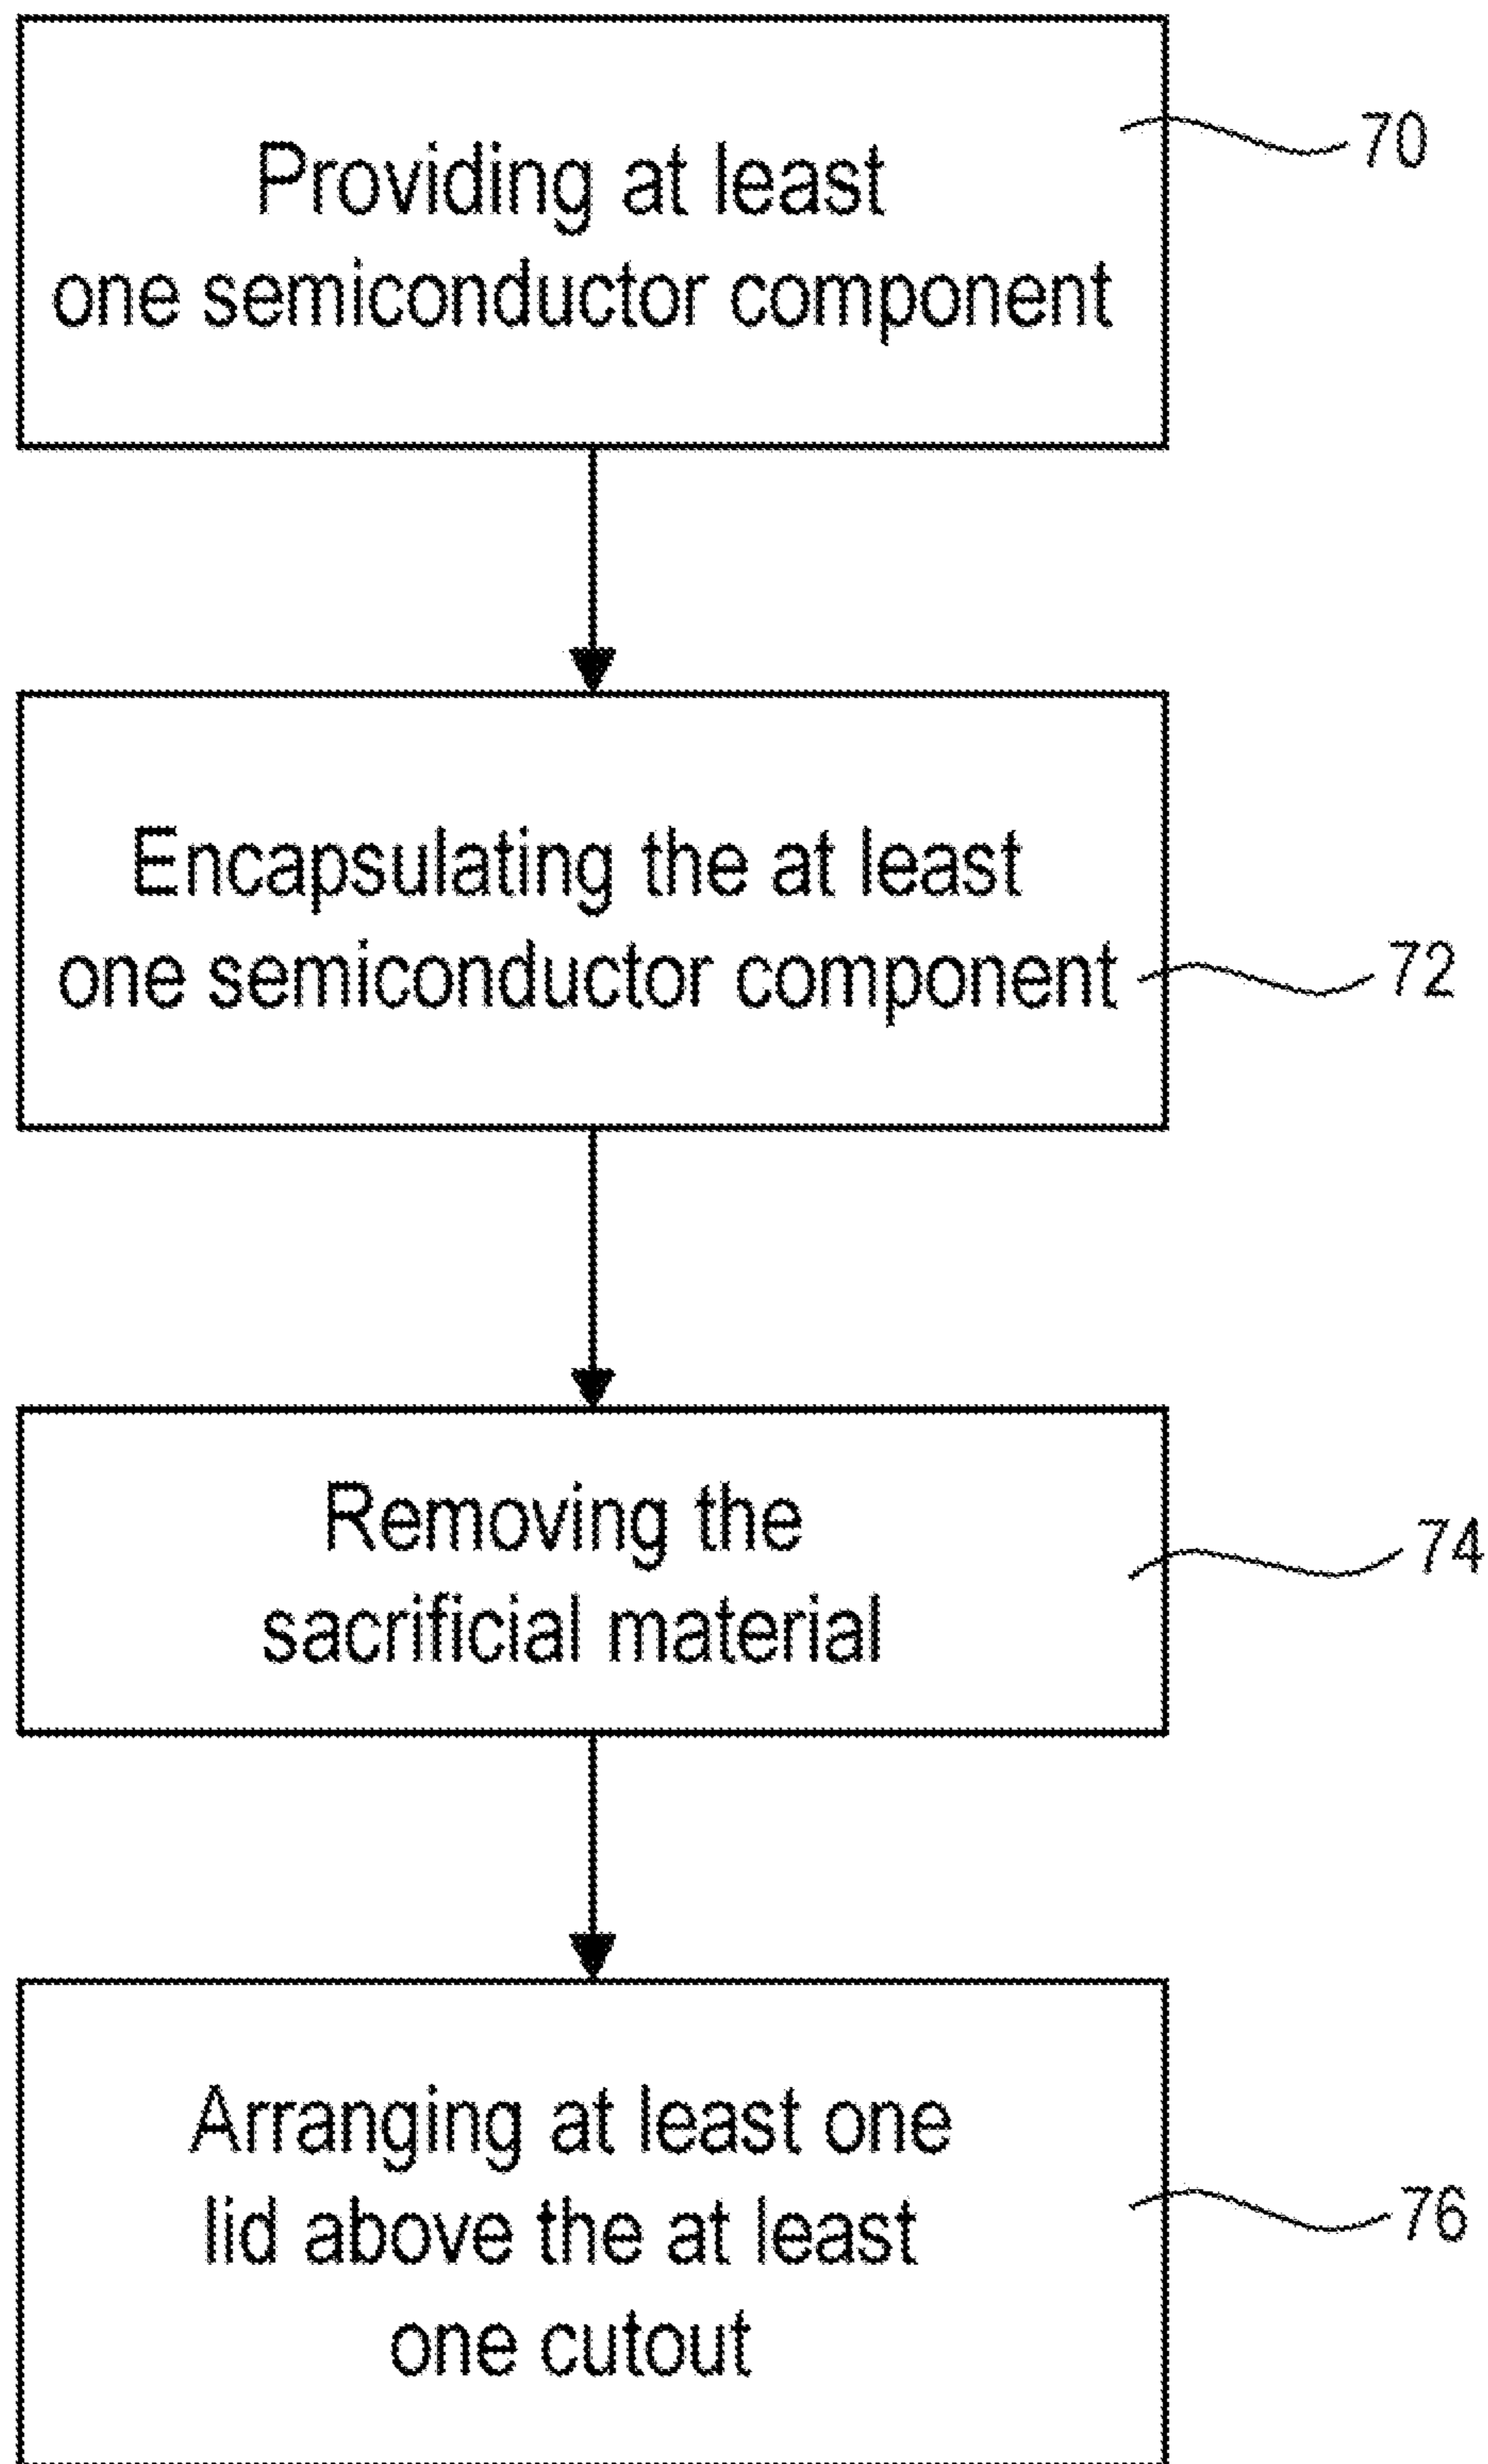 Providing at least
one semiconductor component
70
Encapsulating the at least
one semiconductor component
72
Removing the
sacrificial material
74
Arranging at least one
lid above the at least
one cutout
76